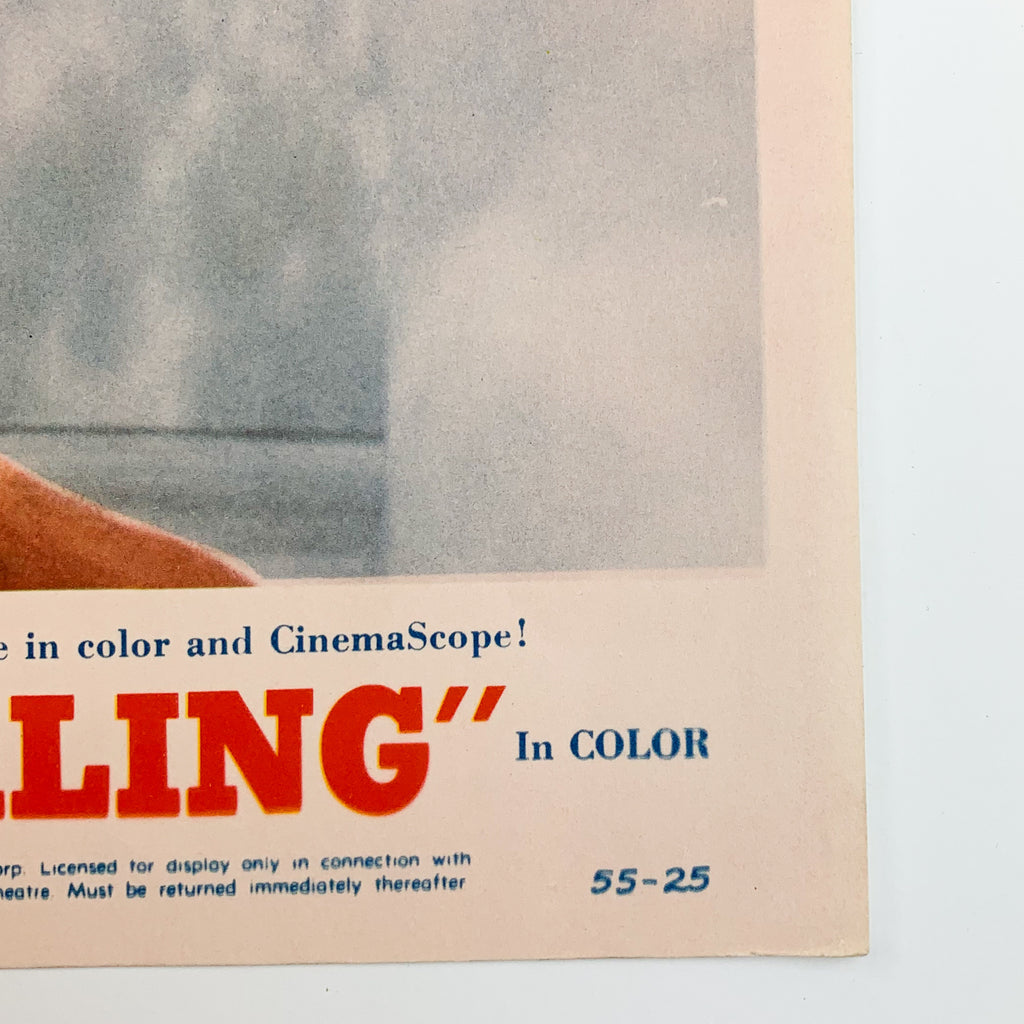 e in color and CinemaScope!
LING"
In COLOR
orp. Licensed for display only in connection with
heatre. Must be returned immediately thereafter
55-25